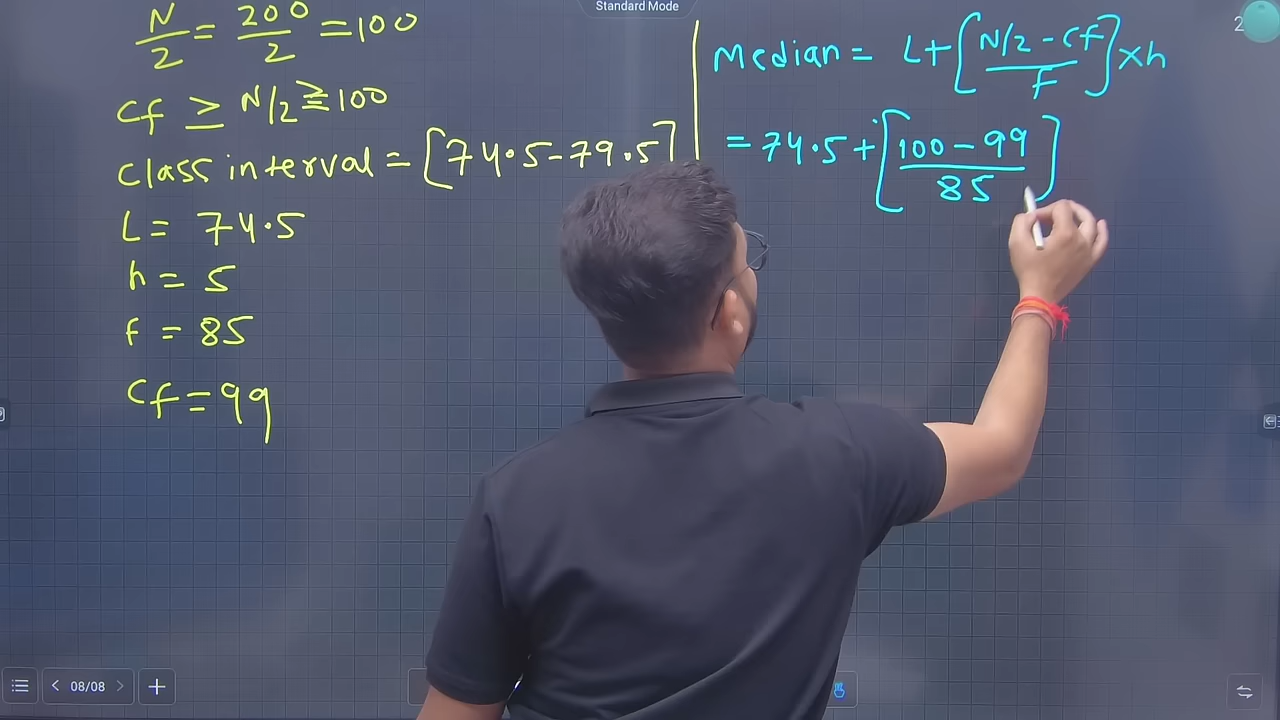 Standard Mode
2
N/2 = 200/2 = 100
Cf ≥ N/2 ≥ 100
Class interval = [74.5-79.5]
L = 74.5
h = 5
f = 85
Cf = 99
Median = L+[N/2-Cf/F]×h
= 74.5+[100-99/85]
08/08